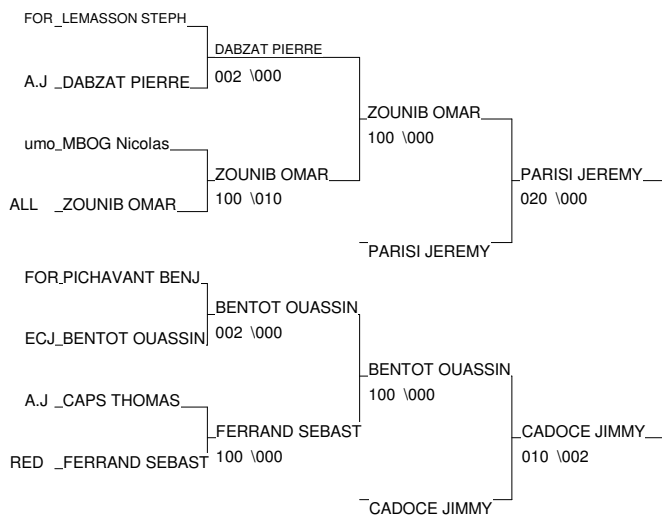 FOR _LEMASSON STEPH
DABZAT PIERRE
002 \000
A.J _DABZAT PIERRE
ZOUNIB OMAR
100 \000
umo_MBOG Nicolas
ZOUNIB OMAR
100 \010
PARISI JEREMY
020 \000
ALL _ZOUNIB OMAR
PARISI JEREMY
FOR_PICHAVANT BENJ
BENTOT OUASSIN
002 \000
ECJ_BENTOT OUASSIN
BENTOT OUASSIN
100 \000
A.J _CAPS THOMAS
FERRAND SEBAST
100 \000
CADOCE JIMMY
010 \002
RED _FERRAND SEBAST
CADOCE JIMMY